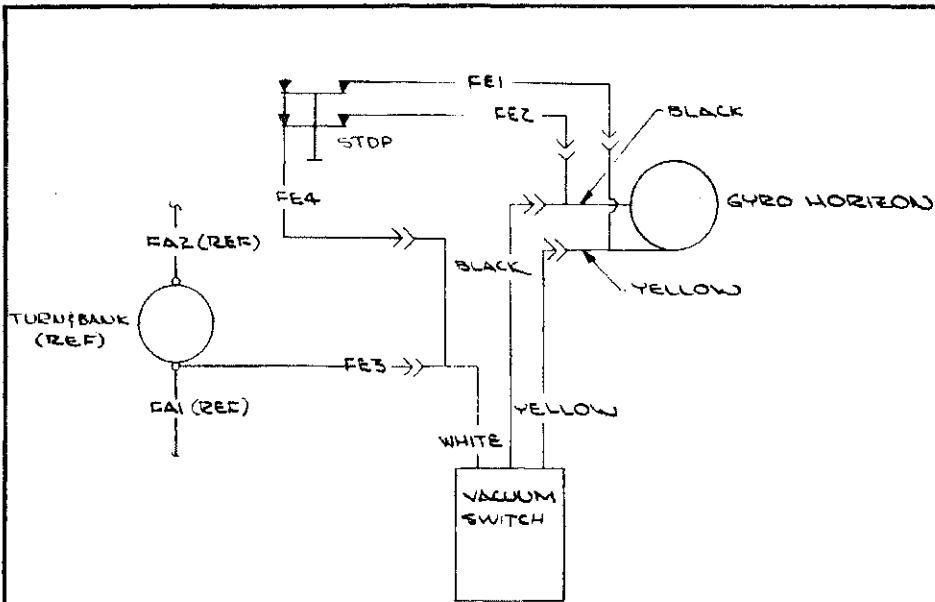 FE1
FE2
BLACK
STOP
FE4
GYRO HORIZON
FA2 (REF)
BLACK
YELLOW
TURN&BANK
(REF)
FE3
FA1 (REF)
YELLOW
WHITE
VACUUM
SWITCH